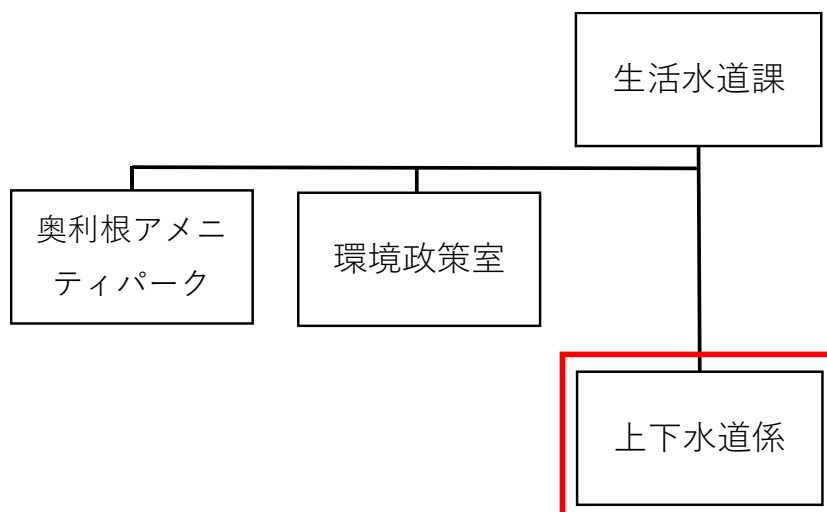 生活水道課
奥利根アメニ
ティパーク
環境政策室
上下水道係